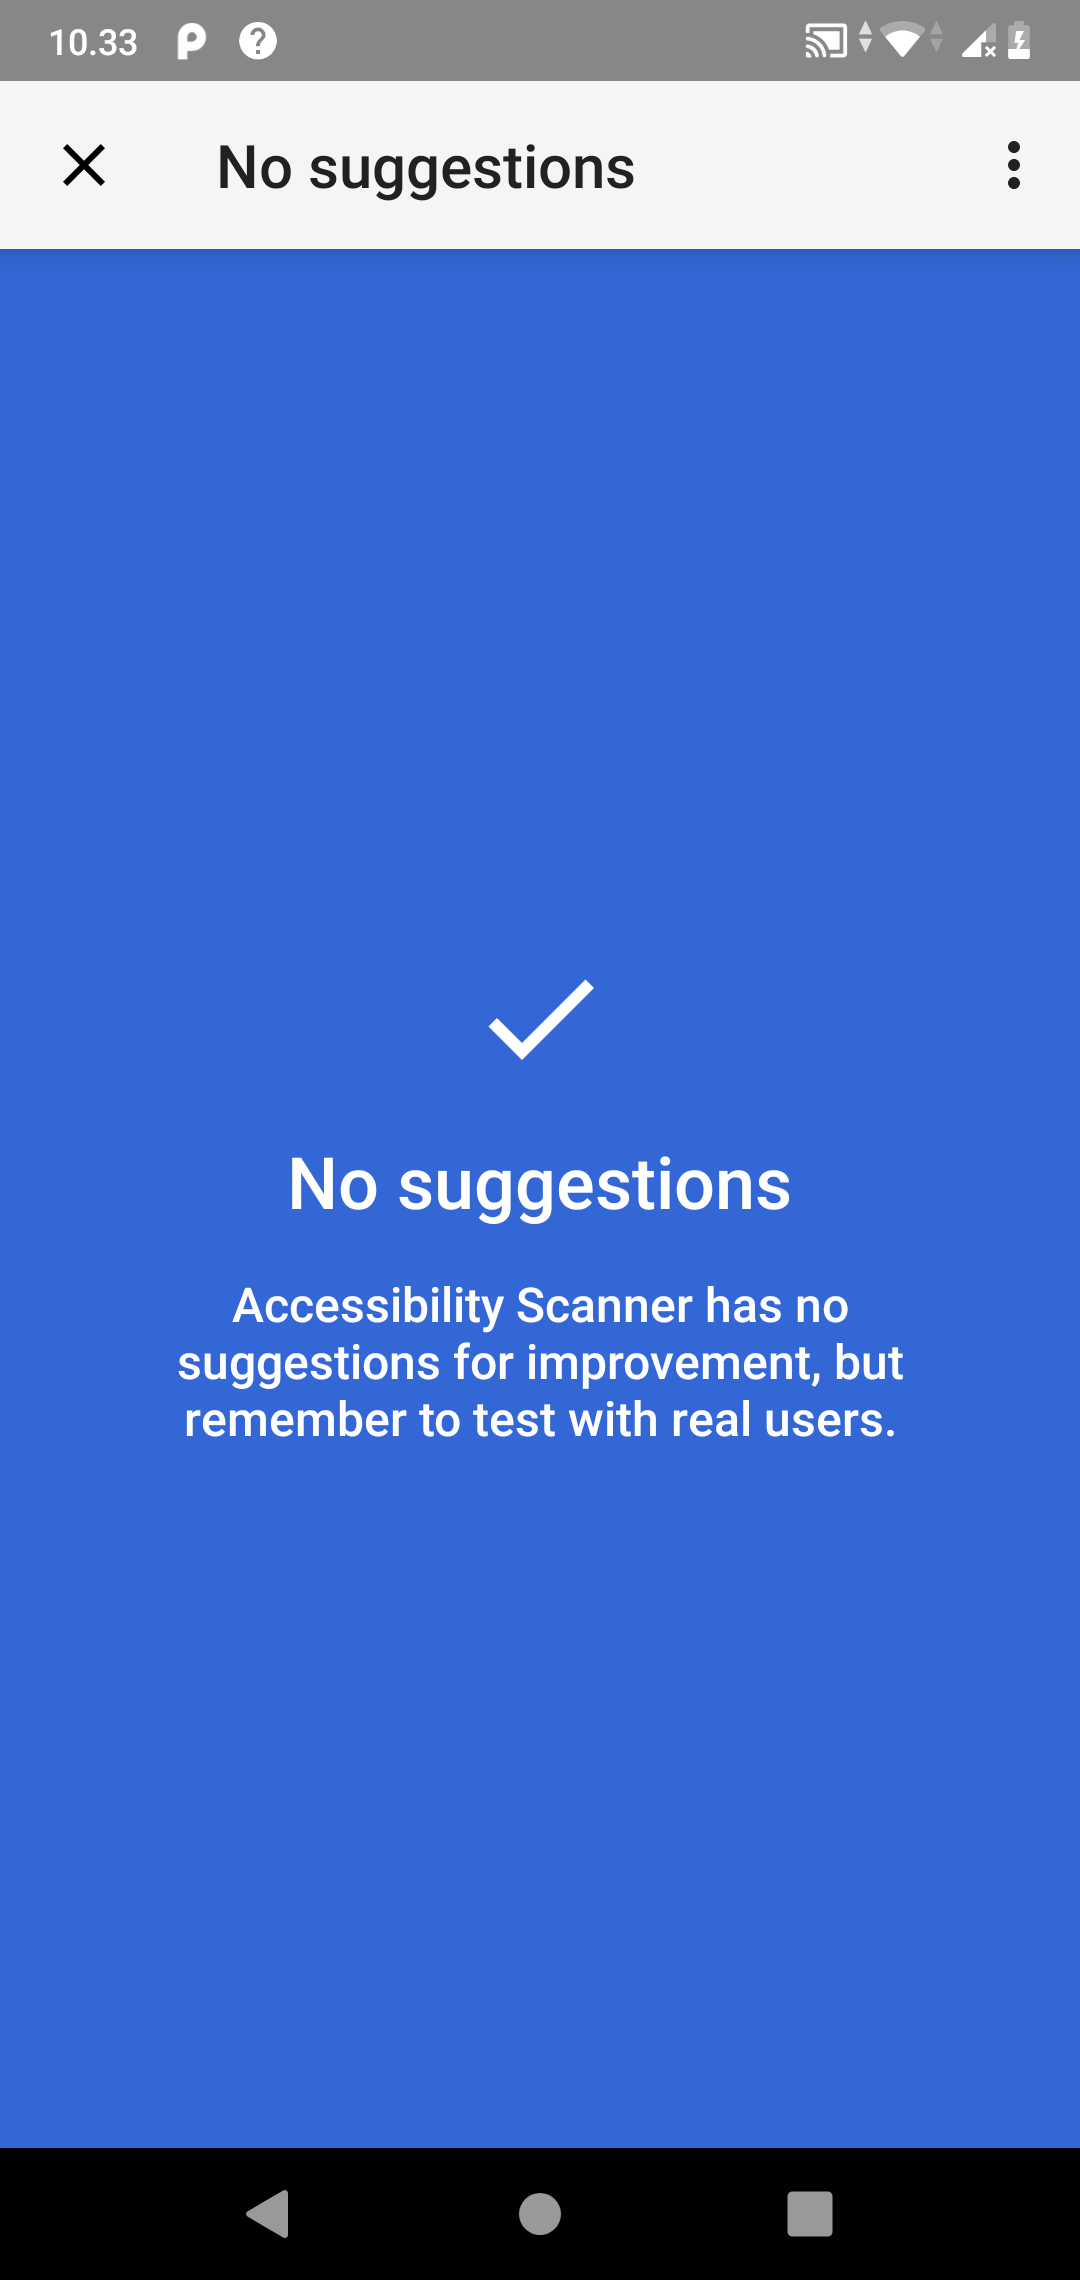 10.33
No suggestions
No suggestions
Accessibility Scanner has no
suggestions for improvement, but
remember to test with real users.